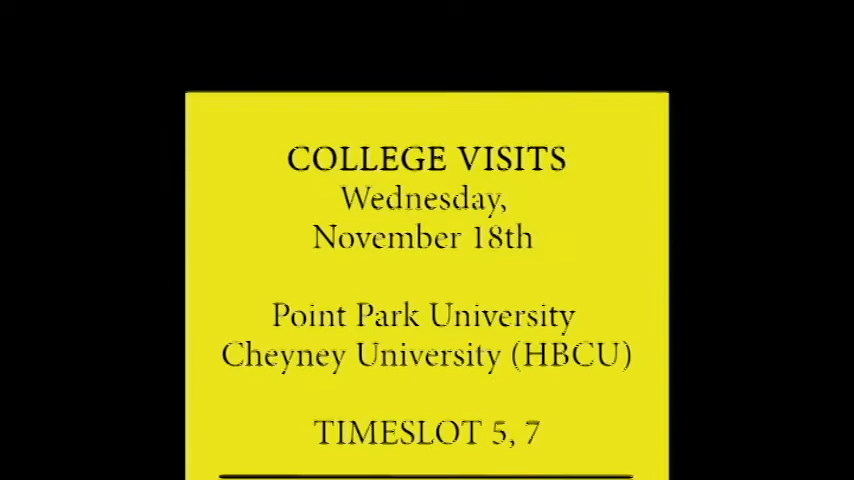 COLLEGE VISITS
Wednesday,
November 18th
Point Park University
Cheyney University (HBCU)
TIMESLOT 5, 7